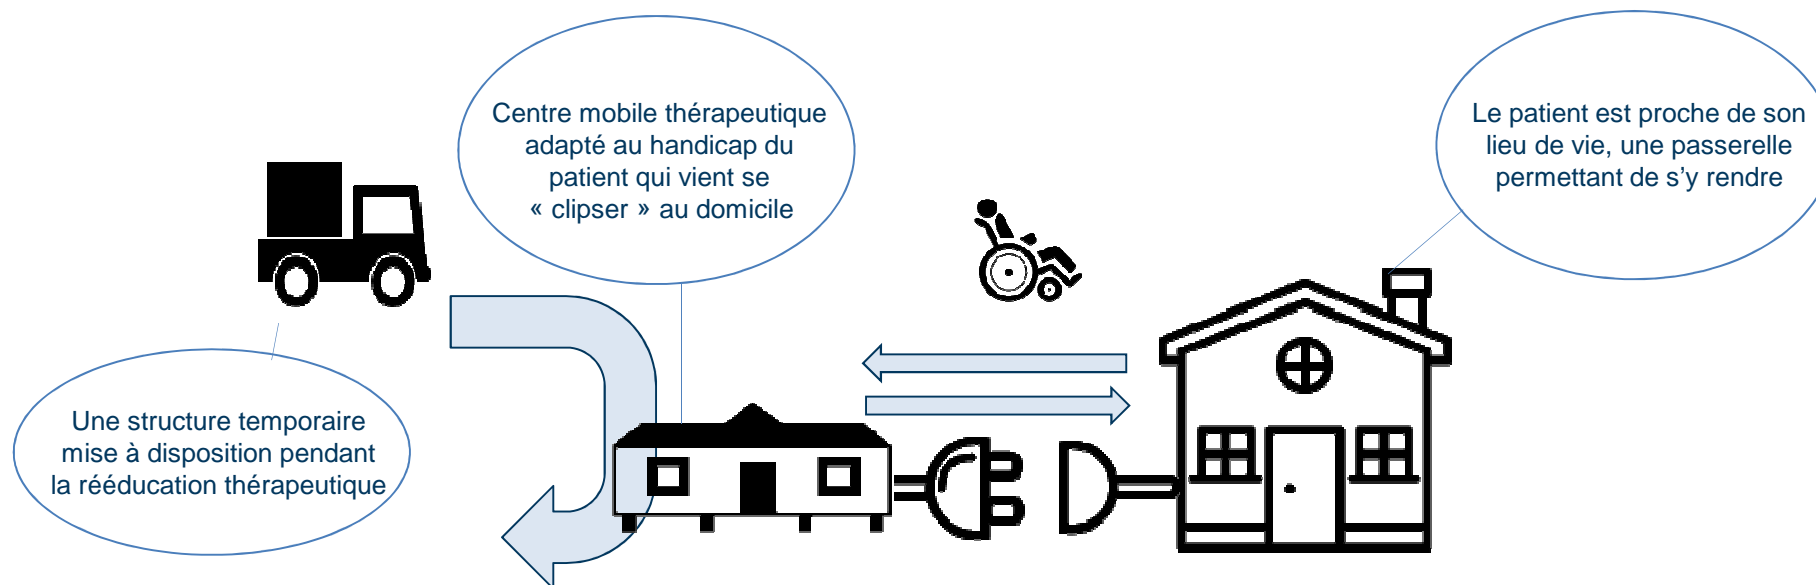 Centre mobile thérapeutique
adapté au handicap du
patient qui vient se
« clipser » au domicile
Le patient est proche de son
lieu de vie, une passerelle
permettant de s’y rendre
Une structure temporaire
mise à disposition pendant
la rééducation thérapeutique